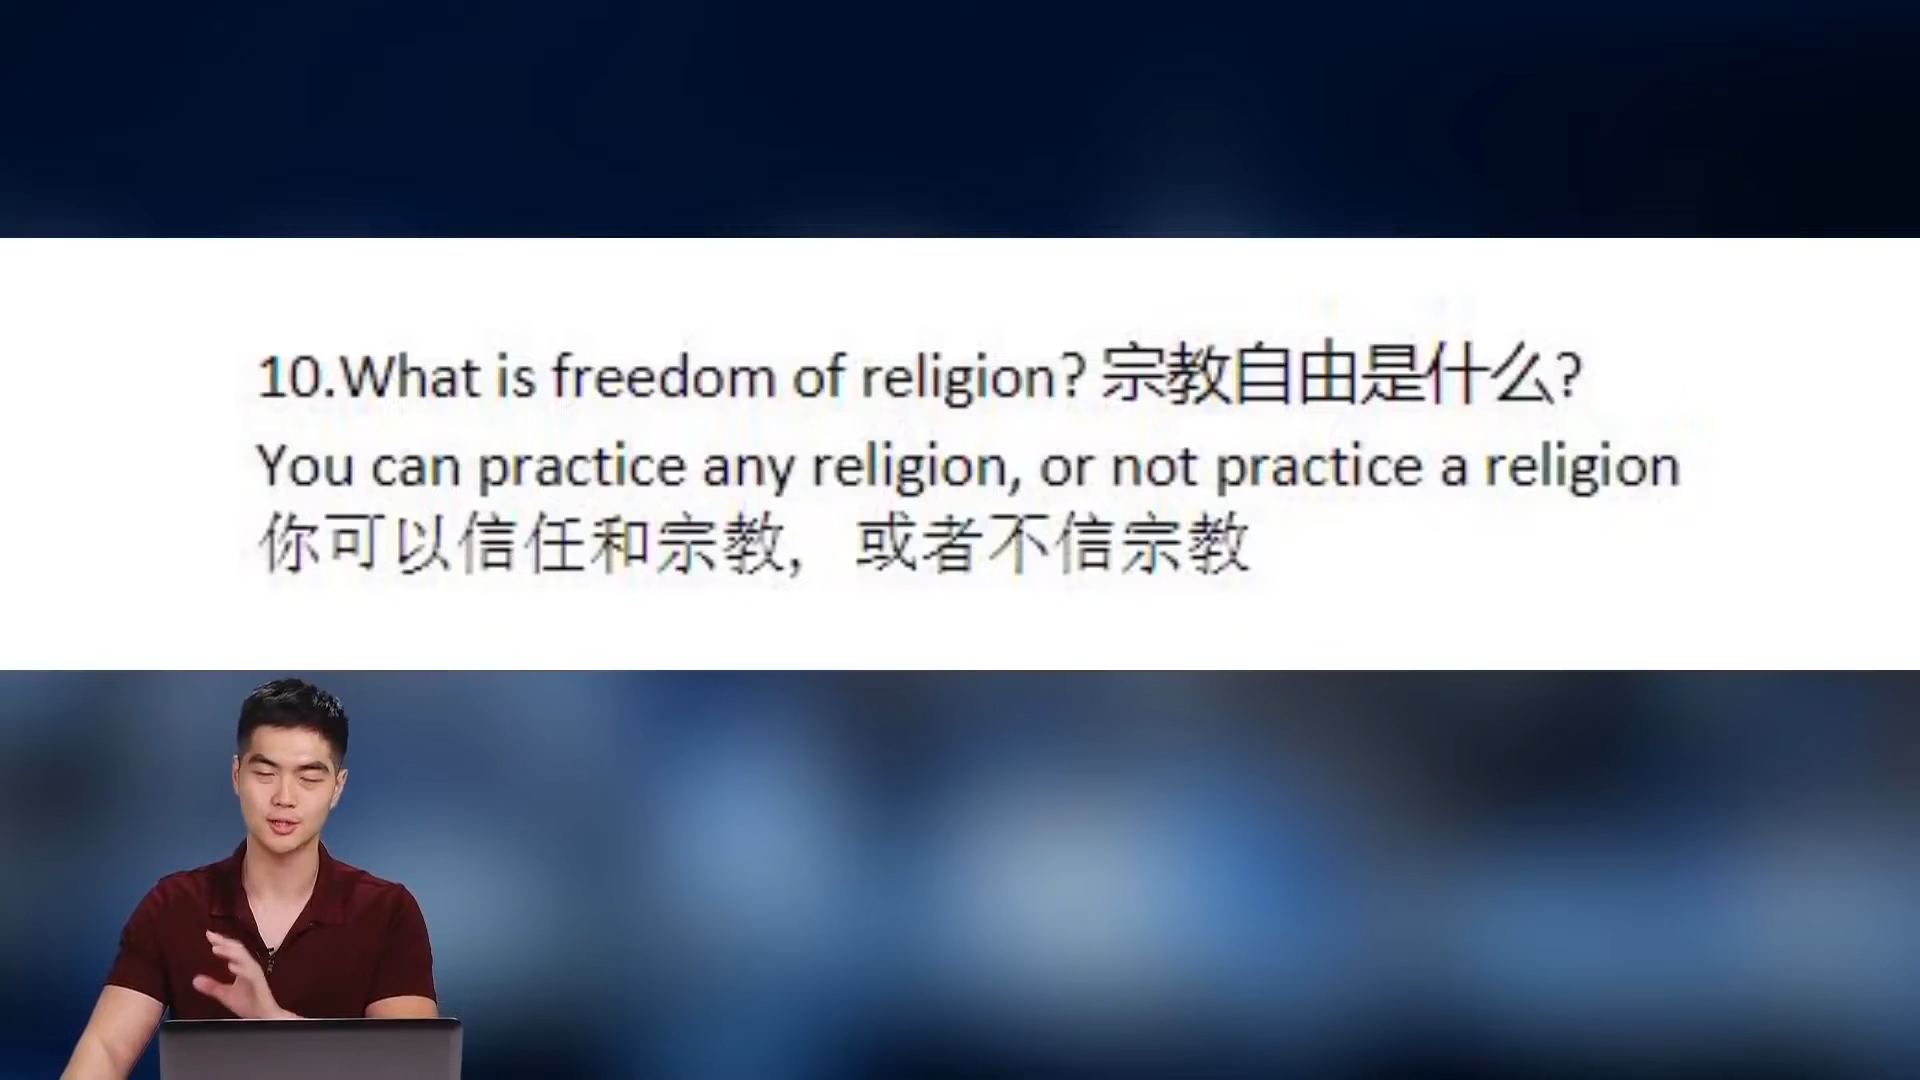 10.What is freedom of religion? 宗教自由是什么?
You can practice any religion, or not practice a religion
你可以信任和宗教, 或者不信宗教